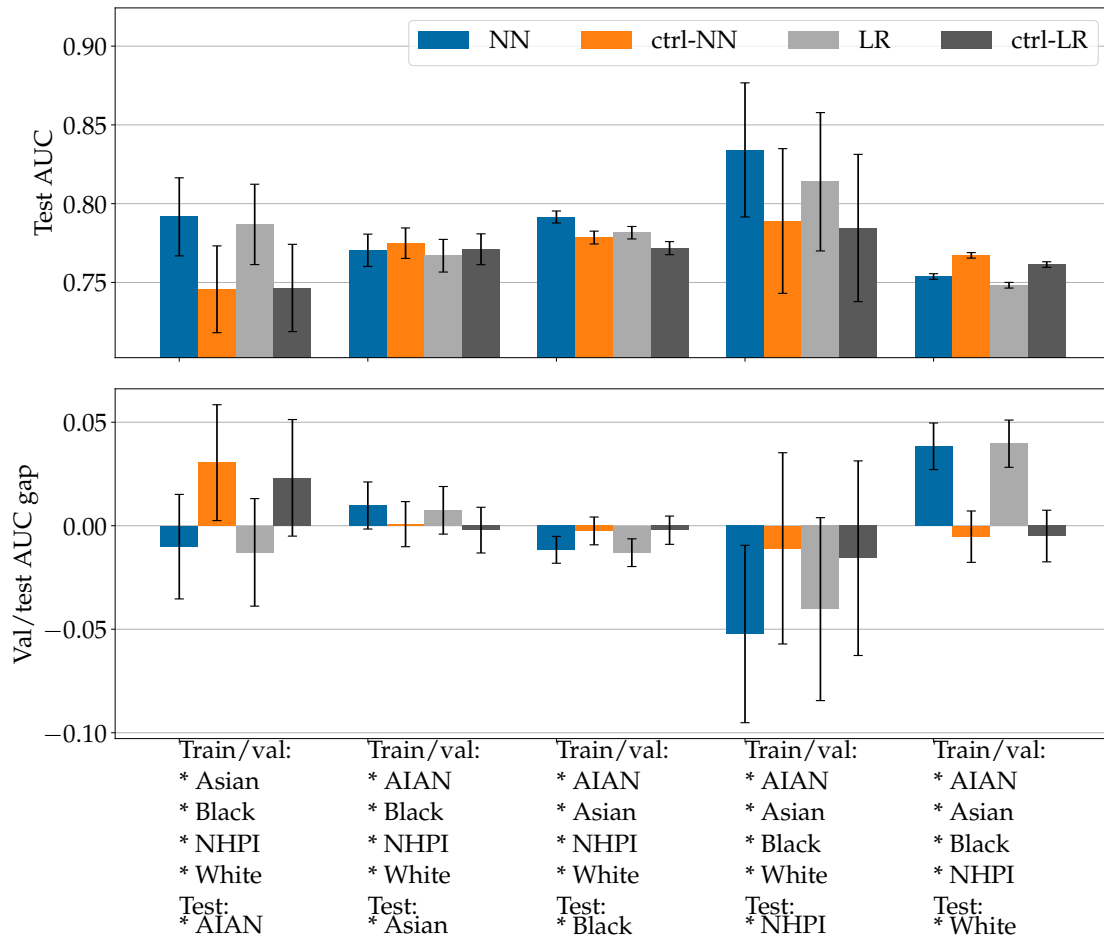 NN ctrl-NN LR ctrl-LR
0.90
0.85
0.80
0.75
Test AUC
0.05
0.00
−0.05
−0.10
Val/test AUC gap
Train/val:
* Asian
* Black
* NHPI
* White
Test:
* AIAN
Train/val:
* AIAN
* Black
* NHPI
* White
Test:
* Asian
Train/val:
* AIAN
* Asian
* NHPI
* White
Test:
* Black
Train/val:
* AIAN
* Asian
* Black
* White
Test:
* NHPI
Train/val:
* AIAN
* Asian
* Black
* NHPI
Test:
* White